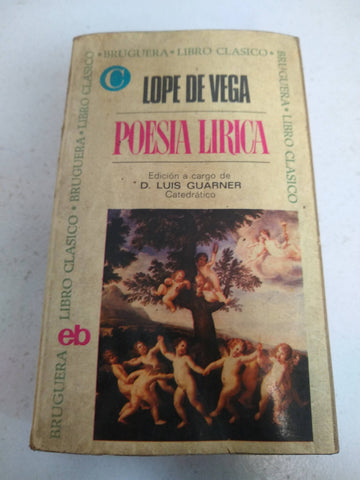 • BRUGUERA • LIBRO CLASICO •
C
LOPE DE VEGA
POESIA LIRICA
Edición a cargo de
D. LUIS GUARNER
Catedrático
eb
BRUGUERA • LIBRO CLASICO • BRUGUERA • LIBRO CLASICO
BRUGUERA • LIBRO CLASICO